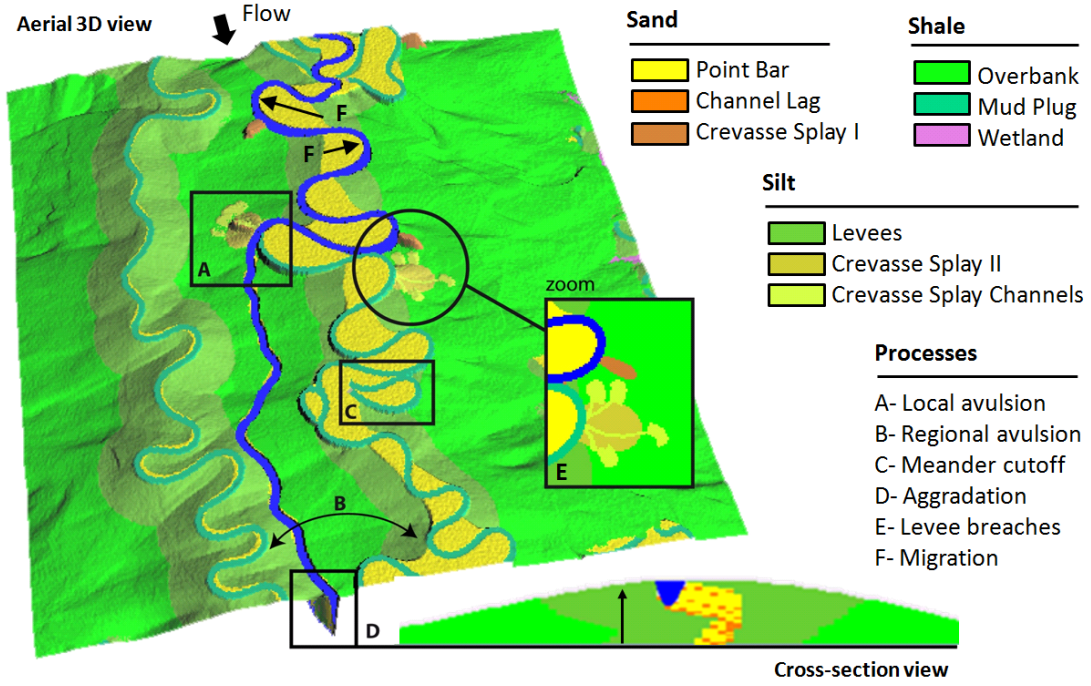 Aerial 3D view
Flow
Sand
Point Bar
Channel Lag
Crevasse Splay I
Shale
Overbank
Mud Plug
Wetland
Silt
Levees
Crevasse Splay II
Crevasse Splay Channels
Processes
A- Local avulsion
B- Regional avulsion
C- Meander cutoff
D- Aggradation
E- Levee breaches
F- Migration
F
F
A
zoom
C
E
B
D
Cross-section view